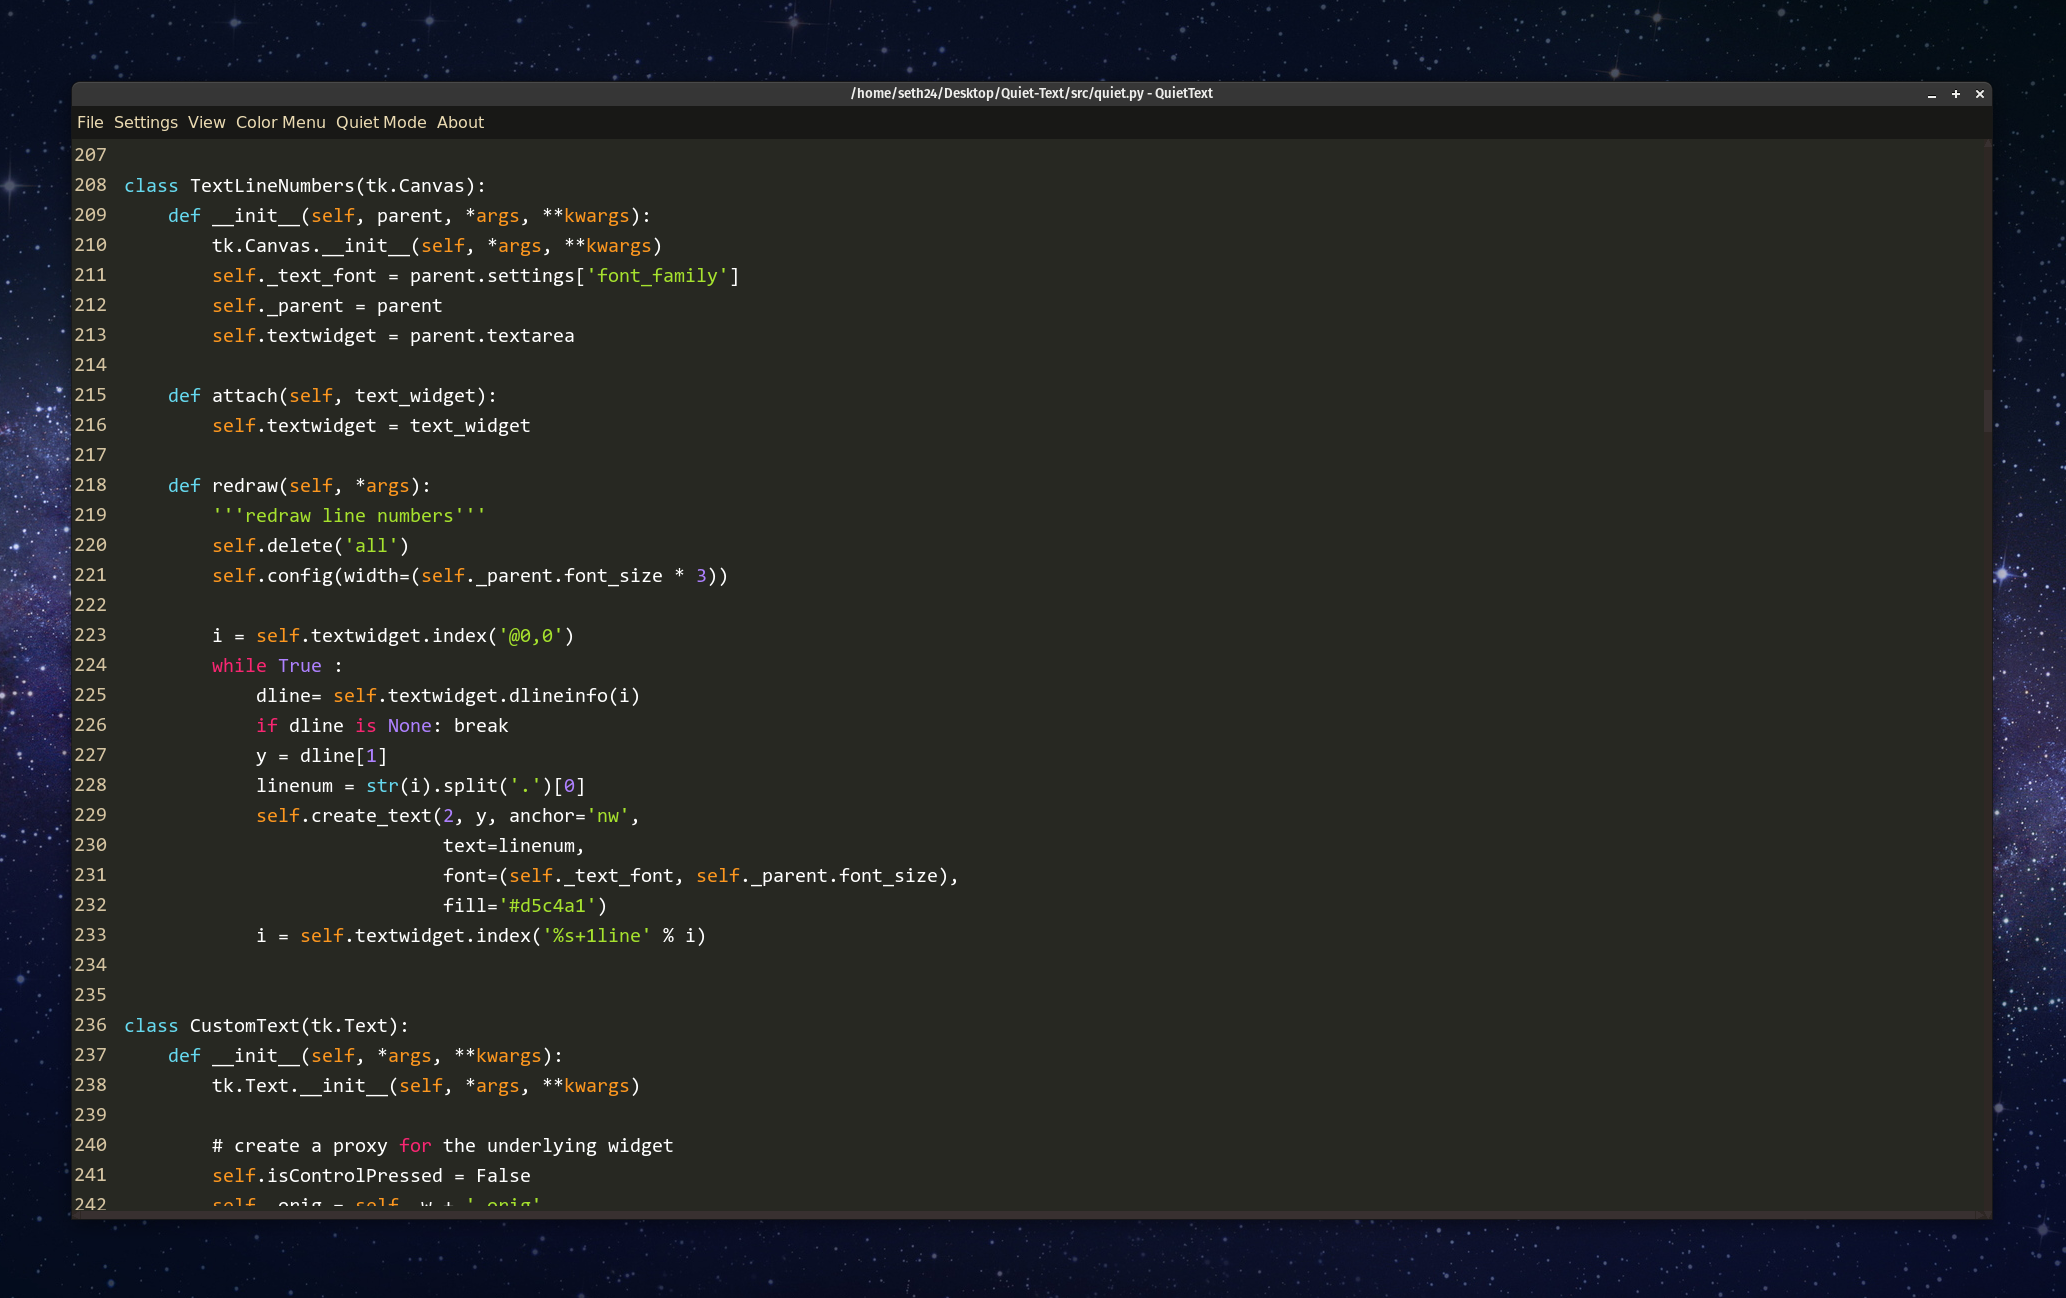 /home/seth24/Desktop/Quiet-Text/src/quiet.py - QuietText
File Settings View Color Menu Quiet Mode About
207
208 class TextLineNumbers(tk.Canvas):
209     def __init__(self, parent, *args, **kwargs):
210         tk.Canvas.__init__(self, *args, **kwargs)
211         self._text_font = parent.settings['font_family']
212         self._parent = parent
213         self.textwidget = parent.textarea
214
215     def attach(self, text_widget):
216         self.textwidget = text_widget
217
218     def redraw(self, *args):
219         '''redraw line numbers'''
220         self.delete('all')
221         self.config(width=(self._parent.font_size * 3))
222
223         i = self.textwidget.index('@0,0')
224         while True :
225             dline= self.textwidget.dlineinfo(i)
226             if dline is None: break
227             y = dline[1]
228             linenum = str(i).split('.')[0]
229             self.create_text(2, y, anchor='nw',
230                              text=linenum,
231                              font=(self._text_font, self._parent.font_size),
232                              fill='#d5c4a1')
233             i = self.textwidget.index('%s+1line' % i)
234
235
236 class CustomText(tk.Text):
237     def __init__(self, *args, **kwargs):
238         tk.Text.__init__(self, *args, **kwargs)
239
240         # create a proxy for the underlying widget
241         self.isControlPressed = False
242         self._orig = self._w + '_orig'